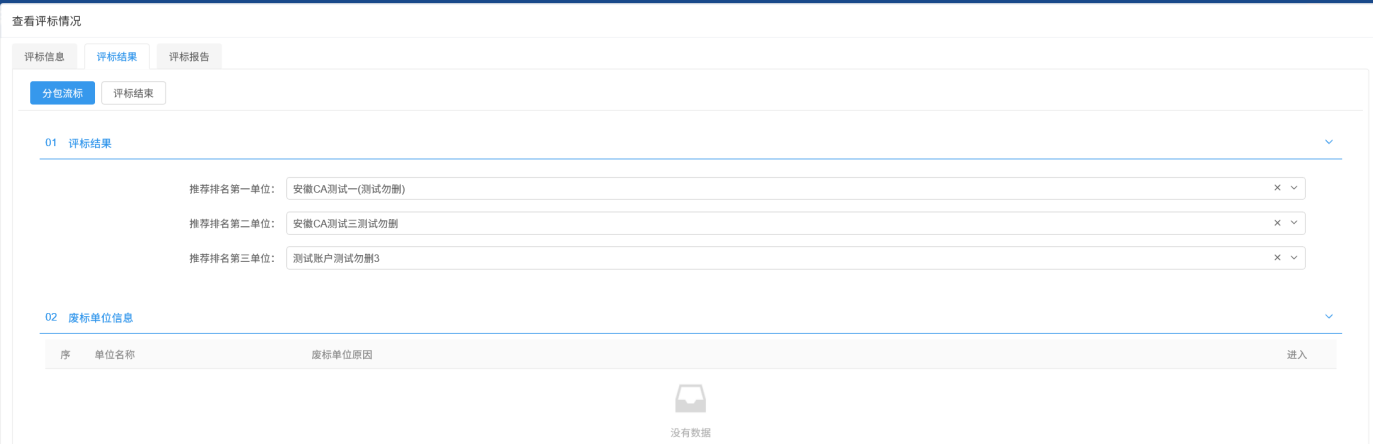 查看评标情况
评标信息 评标结果 评标报告
分包流标 评标结束
01 评标结果
推荐排名第一单位： 安徽CA测试一(测试勿删)
推荐排名第二单位： 安徽CA测试三测试勿删
推荐排名第三单位： 测试账户测试勿删3
02 废标单位信息
序 单位名称 废标单位原因 进入
没有数据